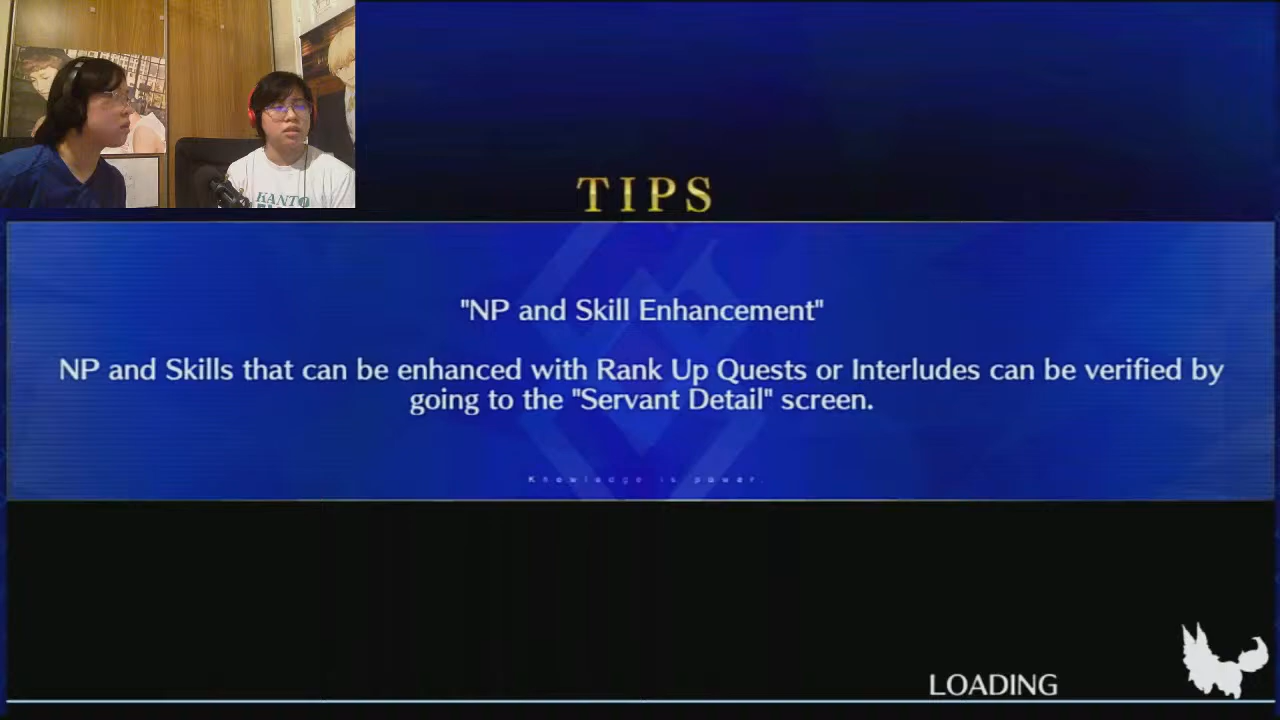 KANTO
TIPS
"NP and Skill Enhancement"
NP and Skills that can be enhanced with Rank Up Quests or Interludes can be verified by
going to the "Servant Detail" screen.
Knowledge is power.
LOADING